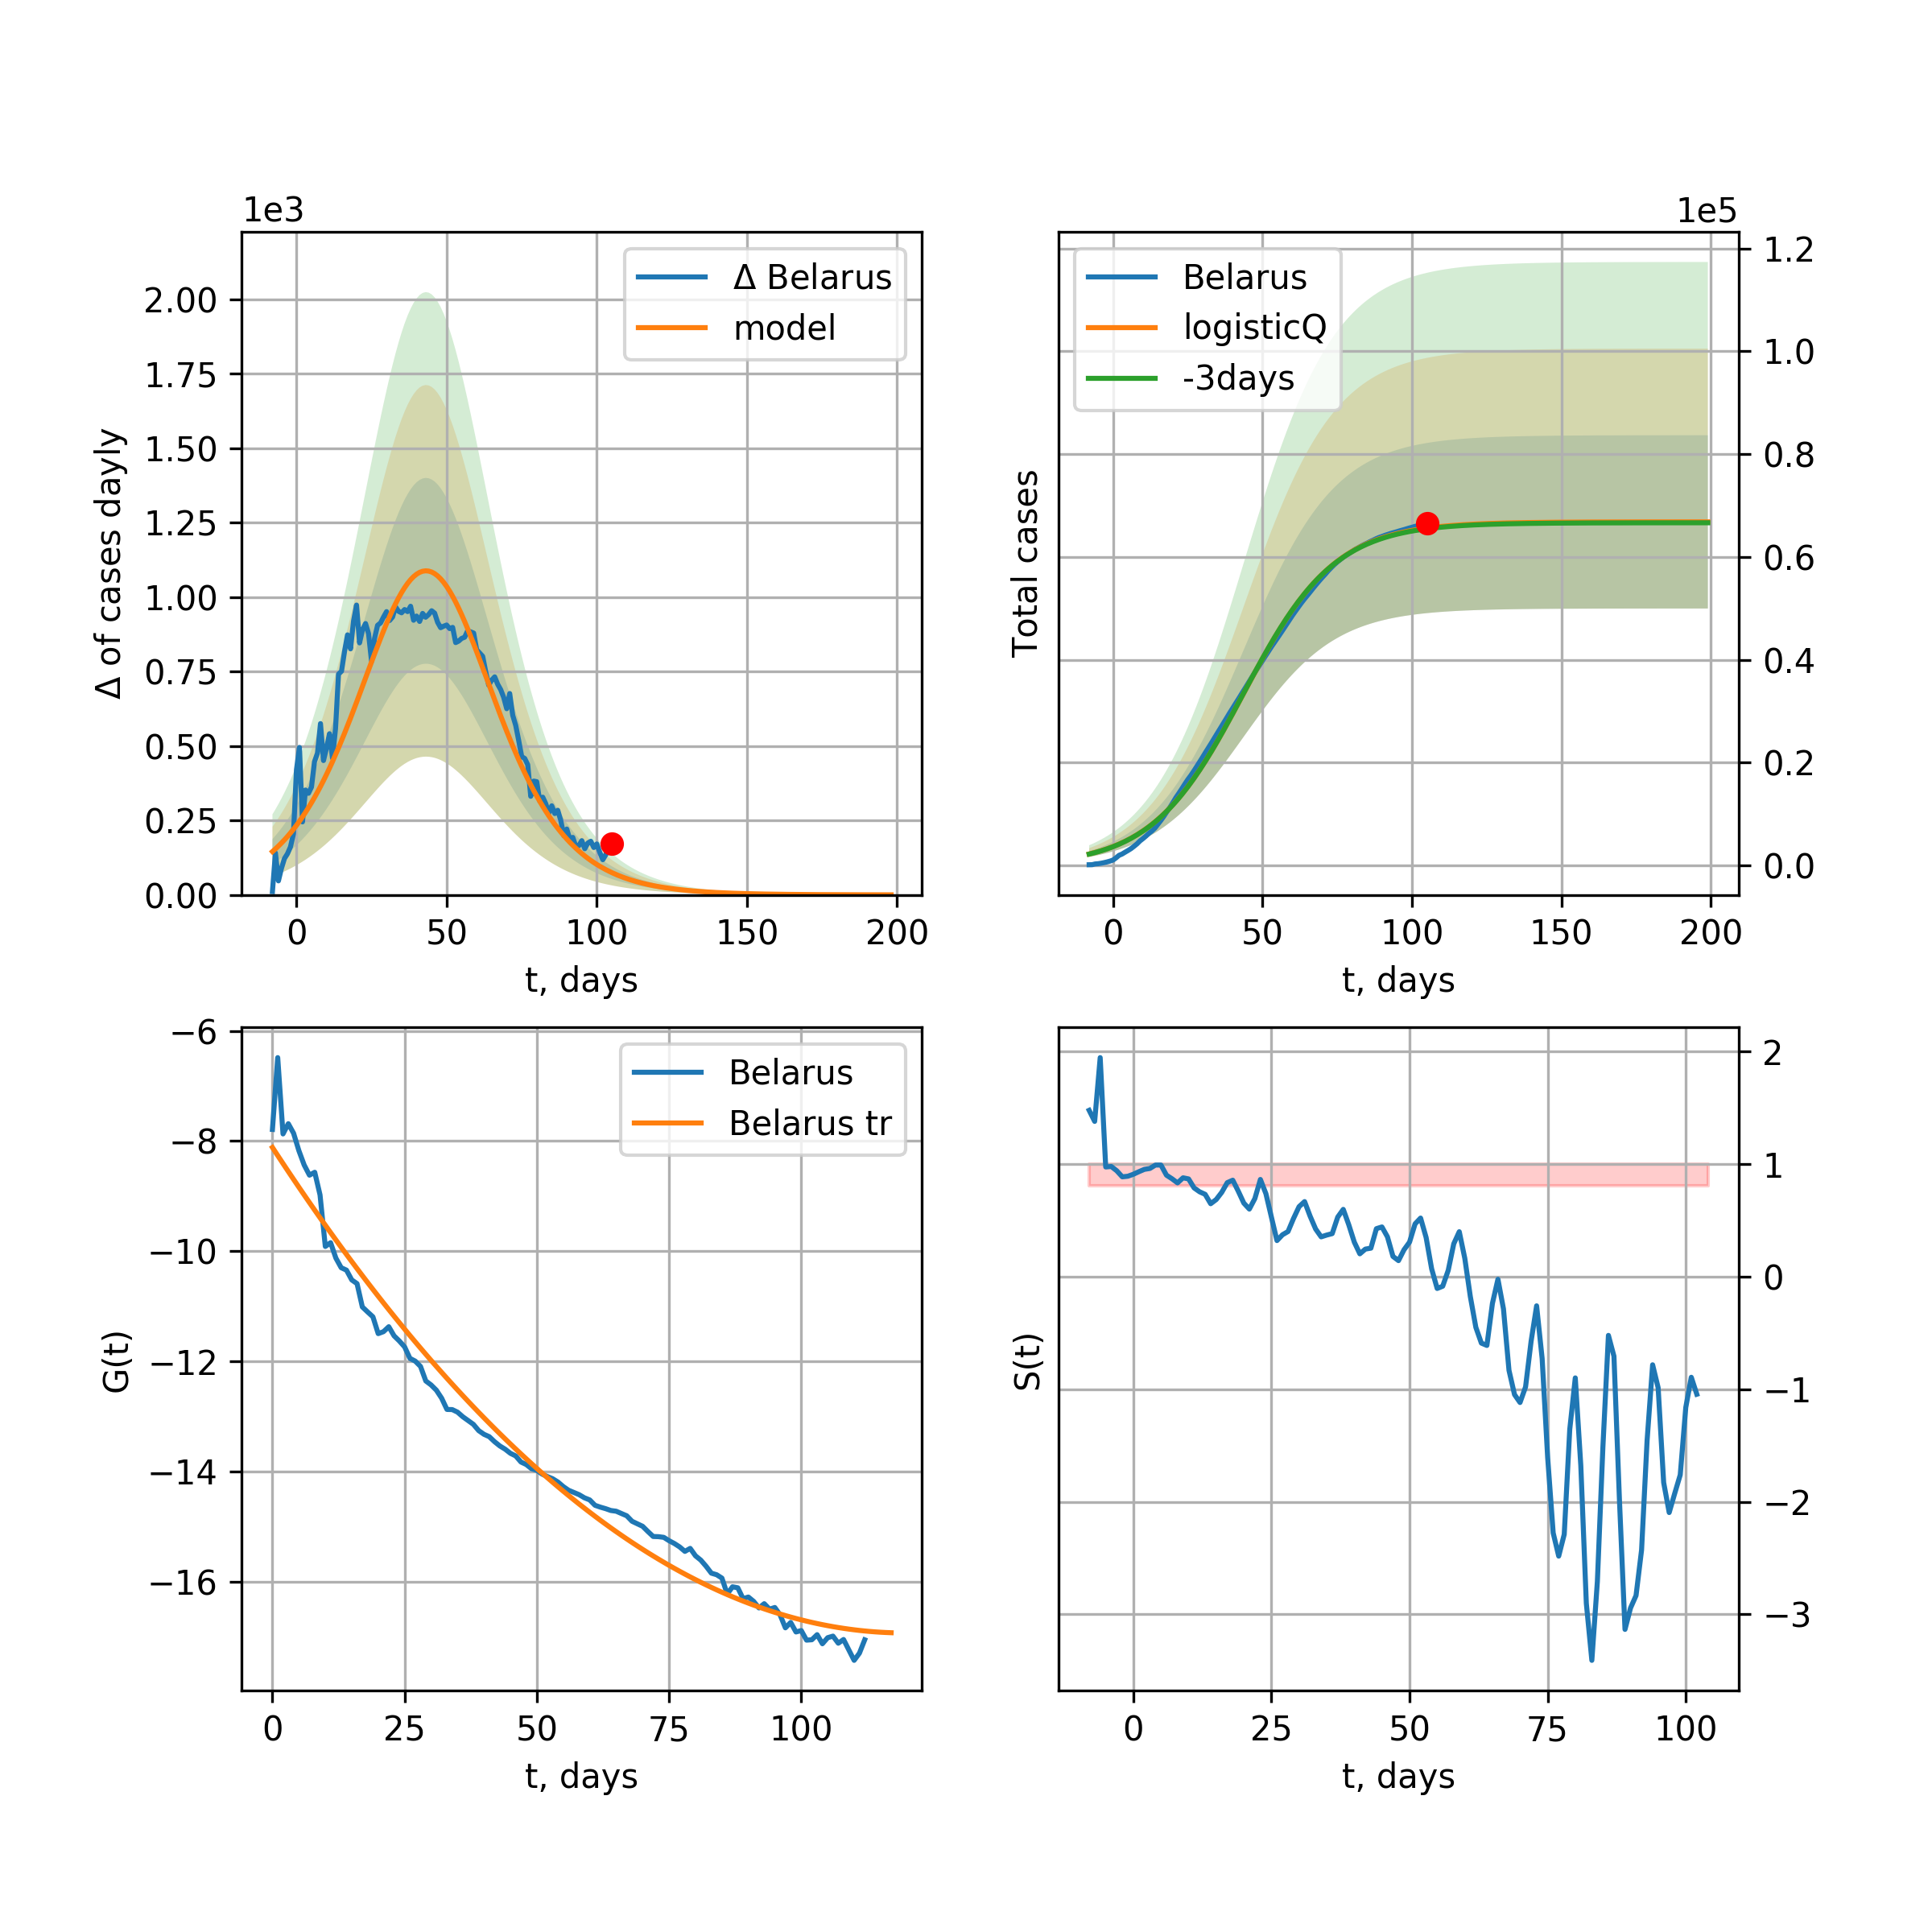 1e3
Δ of cases dayly
2.00
1.75
1.50
1.25
1.00
0.75
0.50
0.25
0.00
0 50 100 150 200
t, days
Δ Belarus
model
1e5
Total cases
1.2
1.0
0.8
0.6
0.4
0.2
0.0
0 50 100 150 200
t, days
Belarus
logisticQ
-3days
G(t)
−6
−8
−10
−12
−14
−16
0 25 50 75 100
t, days
Belarus
Belarus tr
S(t)
2
1
0
−1
−2
−3
0 25 50 75 100
t, days